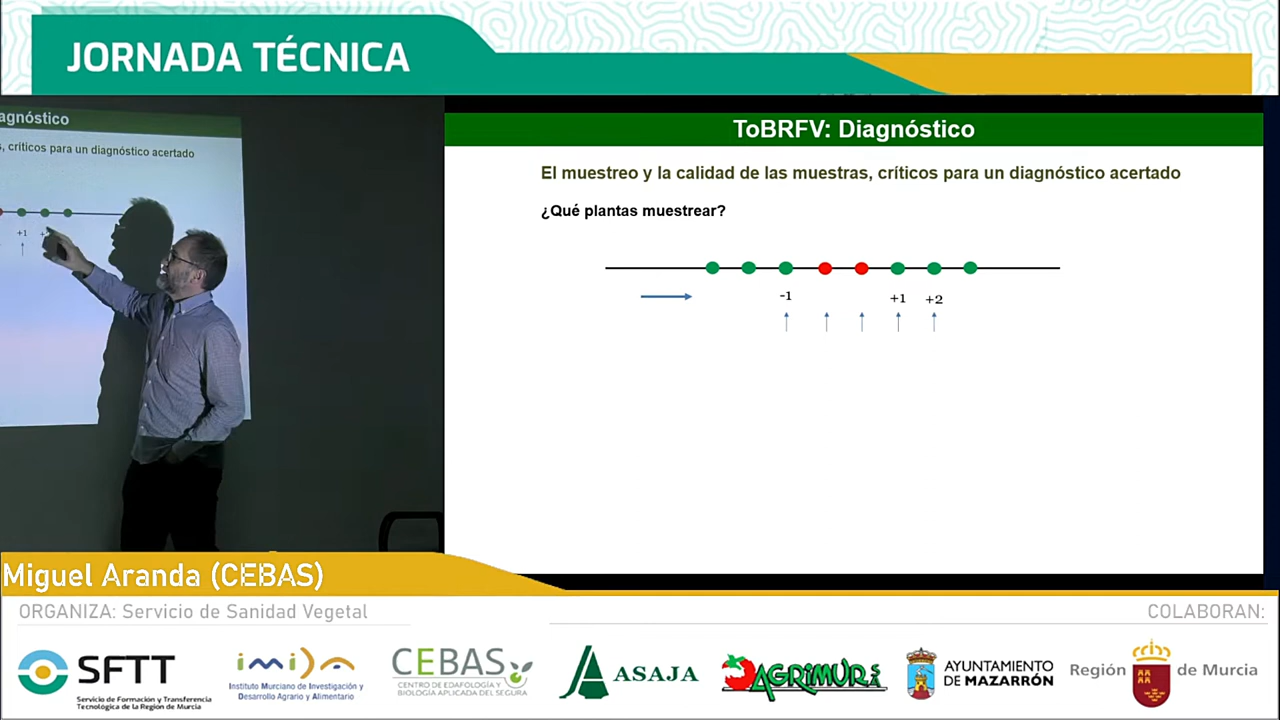 JORNADA TÉCNICA
agnóstico
s, críticos para un diagnóstico acertado
+1
ToBRFV: Diagnóstico
El muestreo y la calidad de las muestras, críticos para un diagnóstico acertado
¿Qué plantas muestrear?
-1
+1
+2
Miguel Aranda (CEBAS)
ORGANIZA: Servicio de Sanidad Vegetal
COLABORAN:
SFTT
Servicio de Formación y Transferencia
Tecnológica de la Región de Murcia
imida
Instituto Murciano de Investigación y
Desarrollo Agrario y Alimentario
CEBAS
CENTRO DE EDAFOLOGÍA Y
BIOLOGÍA APLICADA DEL SEGURA
ASAJA
AGRIMUR
AYUNTAMIENTO
DE MAZARRÓN
Región de Murcia